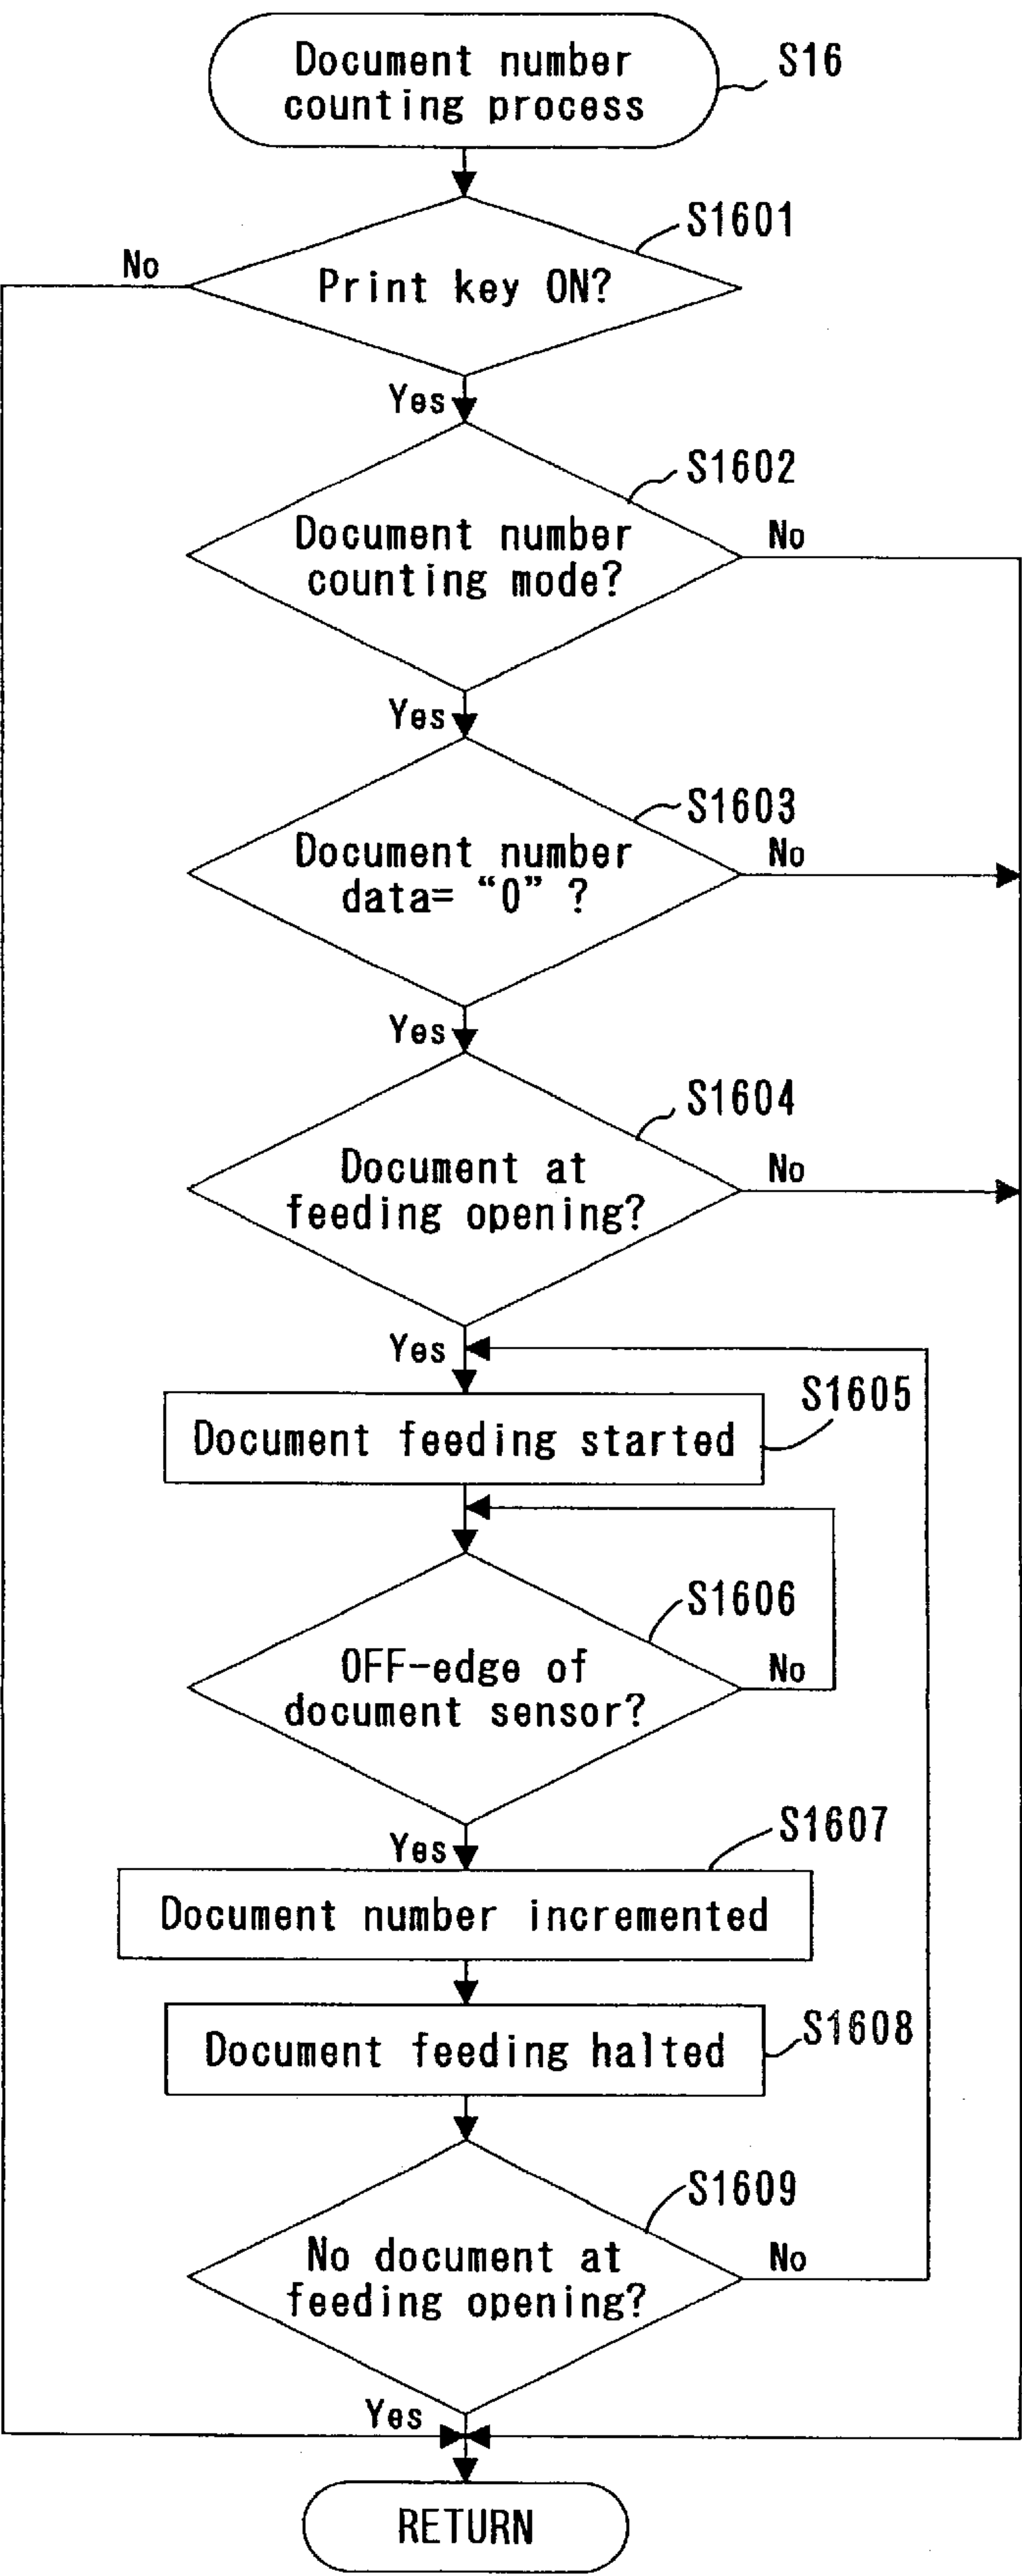 Document number
counting process
S16
S1601
No
Print key ON?
Yes
S1602
Document number
counting mode?
No
Yes
S1603
Document number
data= “0” ?
No
Yes
S1604
Document at
feeding opening?
No
Yes
S1605
Document feeding started
S1606
OFF-edge of
document sensor?
No
Yes
S1607
Document number incremented
Document feeding halted
S1608
S1609
No document at
feeding opening?
No
Yes
RETURN